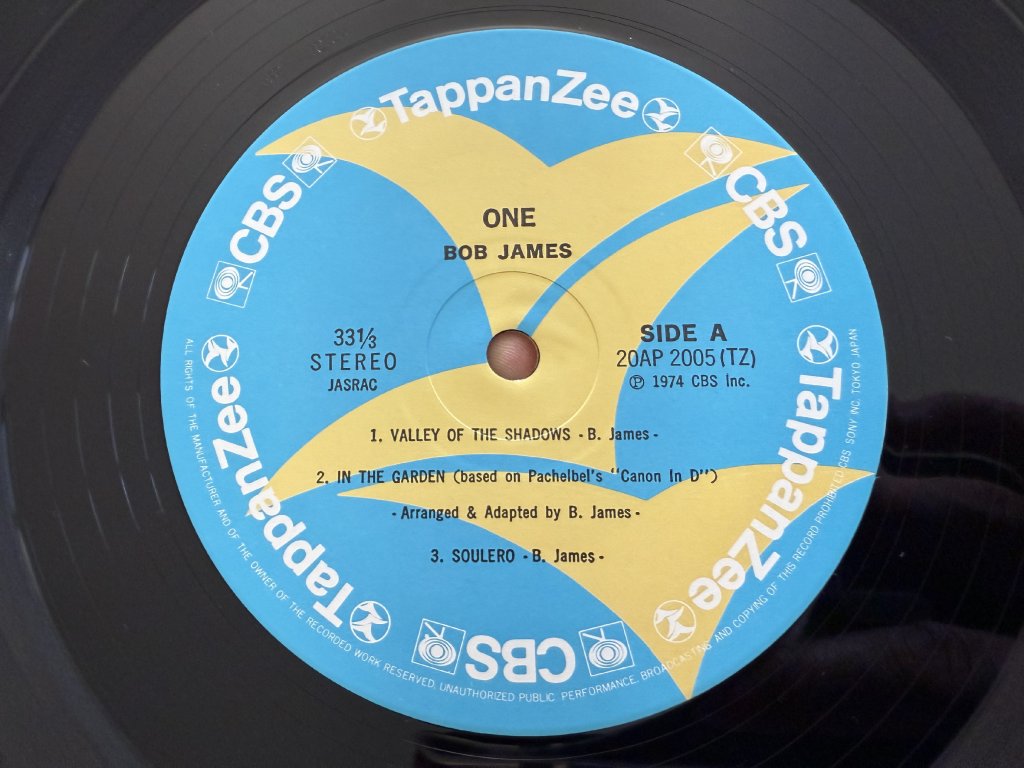 TappanZee
CBS
CBS
ONE
BOB JAMES
33⅓
STEREO
JASRAC
SIDE A
20AP 2005 (TZ)
Ⓟ 1974 CBS Inc.
1. VALLEY OF THE SHADOWS - B. James -
2. IN THE GARDEN (based on Pachelbel's "Canon In D")
- Arranged & Adapted by B. James -
3. SOULERO - B. James -
TappanZee
TappanZee
CBS
ALL RIGHTS OF THE MANUFACTURER AND OF THE OWNER OF THE RECORDED WORK RESERVED. UNAUTHORIZED PUBLIC PERFORMANCE, BROADCASTING AND COPYING OF THIS RECORD PROHIBITED CBS SONY INC. TOKYO JAPAN